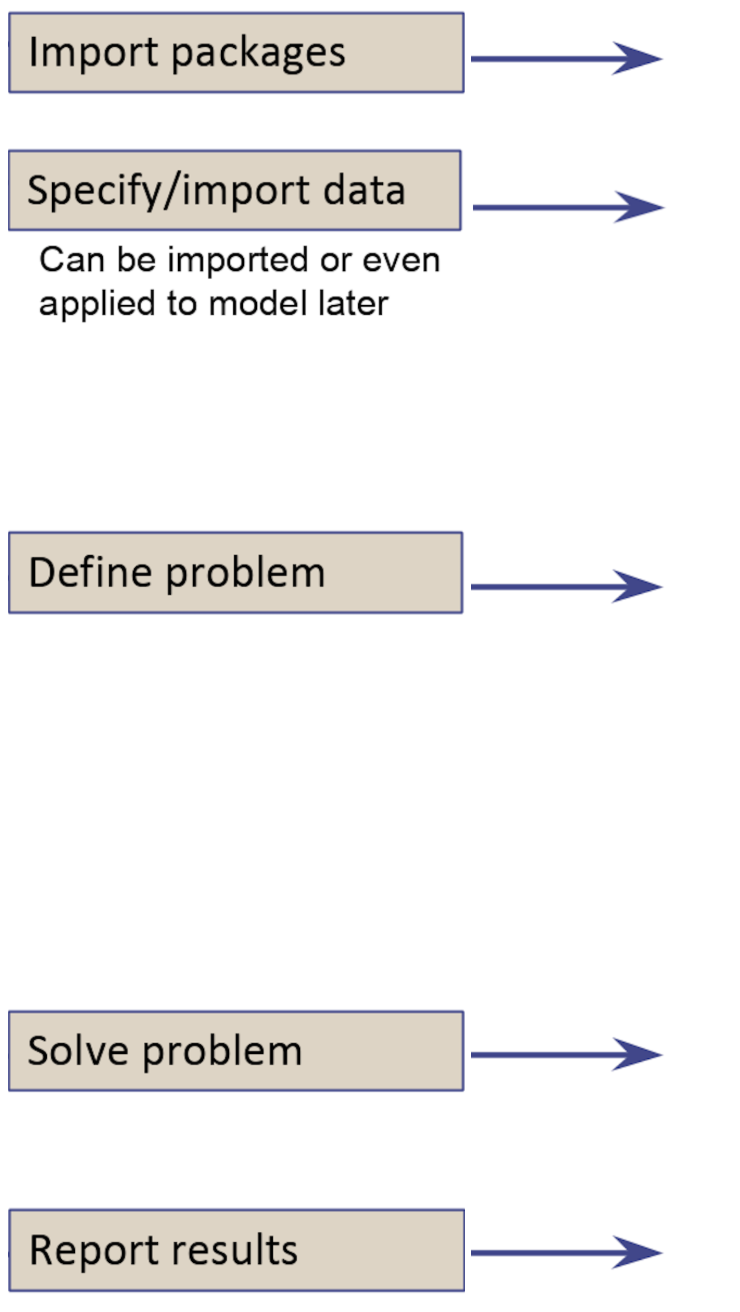 Import packages
Specify/import data
Can be imported or even
applied to model later
Define problem
Solve problem
Report results